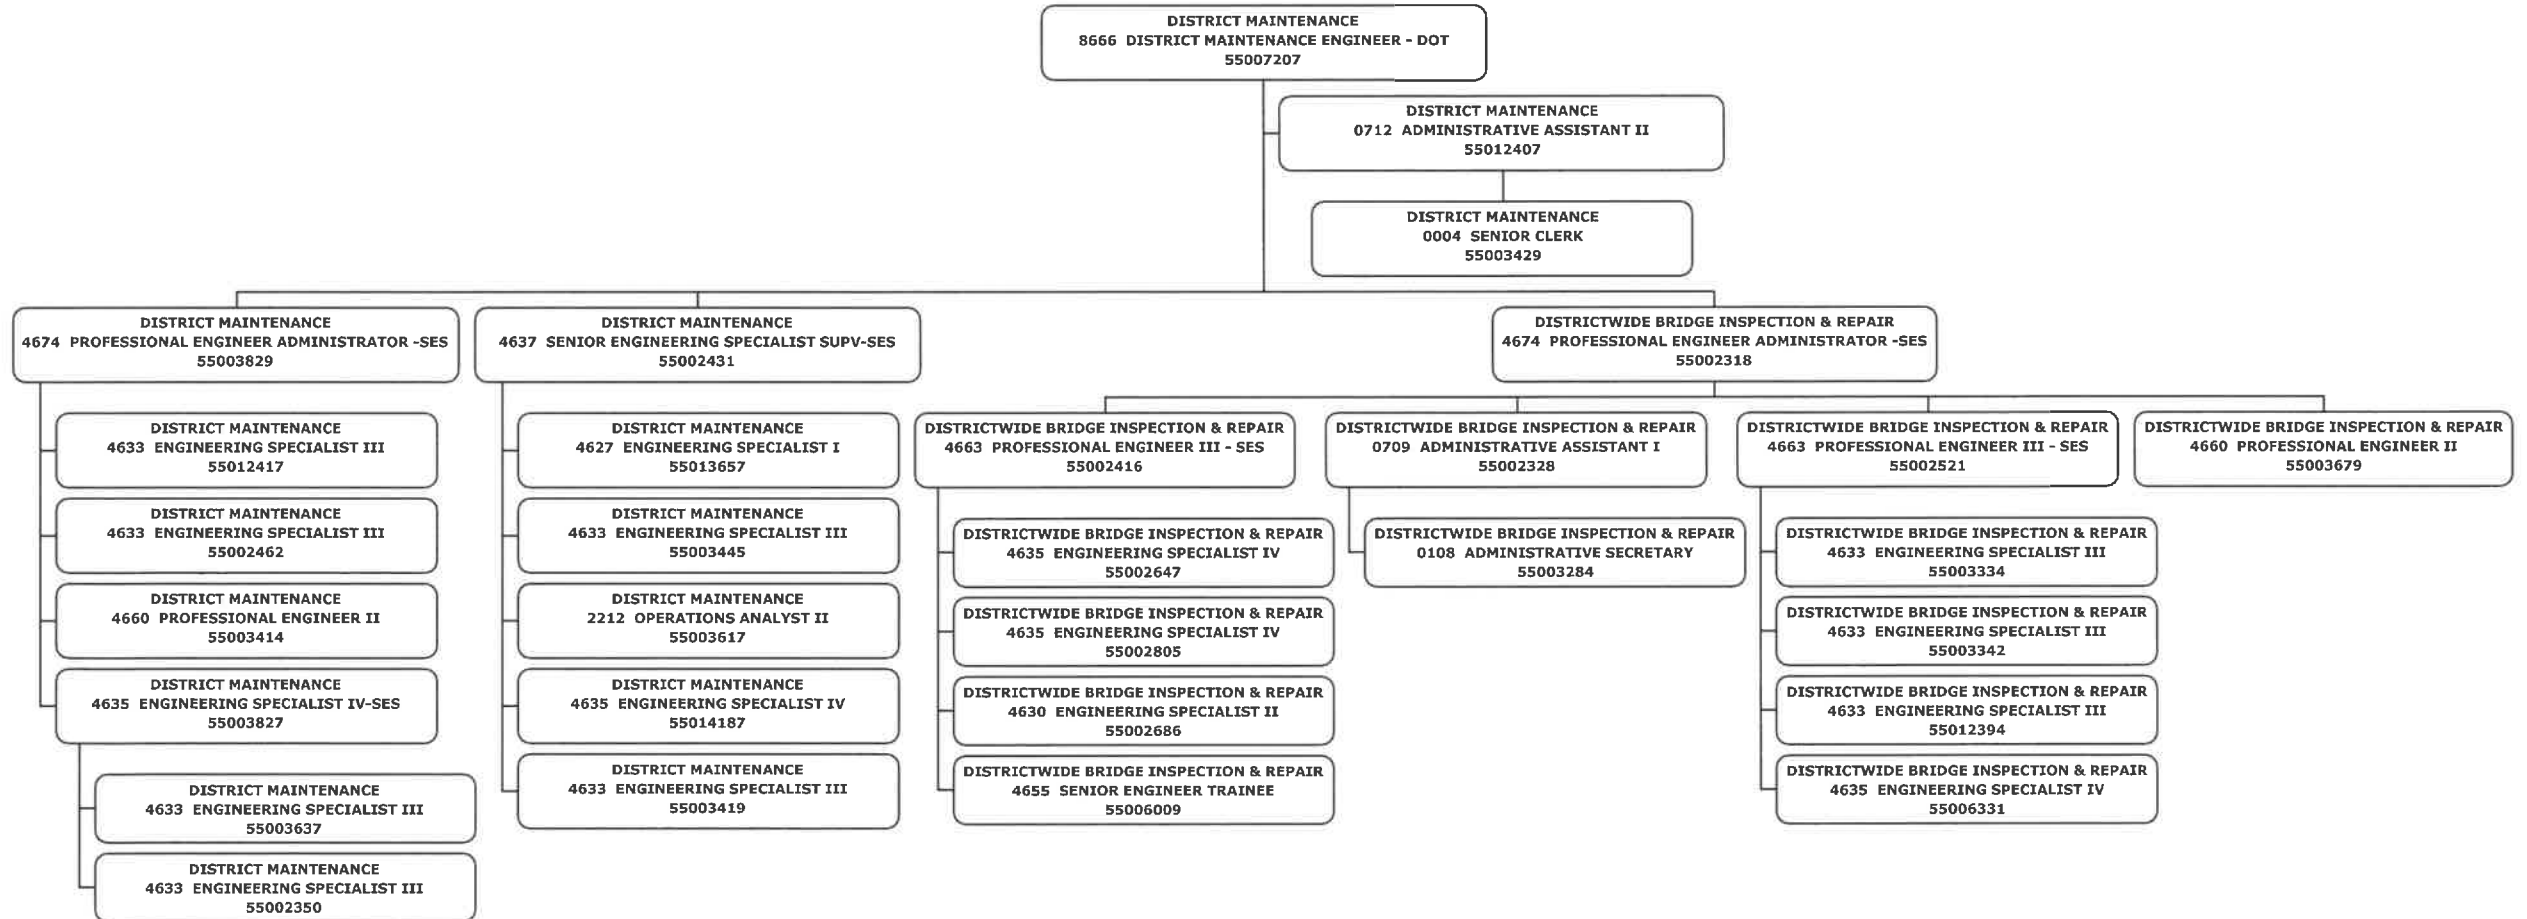 DISTRICT MAINTENANCE
8666 DISTRICT MAINTENANCE ENGINEER - DOT
55007207
DISTRICT MAINTENANCE
0712 ADMINISTRATIVE ASSISTANT II
55012407
DISTRICT MAINTENANCE
0004 SENIOR CLERK
55003429
DISTRICT MAINTENANCE
4674 PROFESSIONAL ENGINEER ADMINISTRATOR -SES
55003829
DISTRICT MAINTENANCE
4633 ENGINEERING SPECIALIST III
55012417
DISTRICT MAINTENANCE
4633 ENGINEERING SPECIALIST III
55002462
DISTRICT MAINTENANCE
4660 PROFESSIONAL ENGINEER II
55003414
DISTRICT MAINTENANCE
4635 ENGINEERING SPECIALIST IV-SES
55003827
DISTRICT MAINTENANCE
4633 ENGINEERING SPECIALIST III
55003637
DISTRICT MAINTENANCE
4633 ENGINEERING SPECIALIST III
55002350
DISTRICT MAINTENANCE
4637 SENIOR ENGINEERING SPECIALIST SUPV-SES
55002431
DISTRICT MAINTENANCE
4627 ENGINEERING SPECIALIST I
55013657
DISTRICT MAINTENANCE
4633 ENGINEERING SPECIALIST III
55003445
DISTRICT MAINTENANCE
2212 OPERATIONS ANALYST II
55003617
DISTRICT MAINTENANCE
4635 ENGINEERING SPECIALIST IV
55014187
DISTRICT MAINTENANCE
4633 ENGINEERING SPECIALIST III
55003419
DISTRICTWIDE BRIDGE INSPECTION & REPAIR
4674 PROFESSIONAL ENGINEER ADMINISTRATOR -SES
55002318
DISTRICTWIDE BRIDGE INSPECTION & REPAIR
4663 PROFESSIONAL ENGINEER III - SES
55002416
DISTRICTWIDE BRIDGE INSPECTION & REPAIR
4635 ENGINEERING SPECIALIST IV
55002647
DISTRICTWIDE BRIDGE INSPECTION & REPAIR
4635 ENGINEERING SPECIALIST IV
55002805
DISTRICTWIDE BRIDGE INSPECTION & REPAIR
4630 ENGINEERING SPECIALIST II
55002686
DISTRICTWIDE BRIDGE INSPECTION & REPAIR
4655 SENIOR ENGINEER TRAINEE
55006009
DISTRICTWIDE BRIDGE INSPECTION & REPAIR
0709 ADMINISTRATIVE ASSISTANT I
55002328
DISTRICTWIDE BRIDGE INSPECTION & REPAIR
0108 ADMINISTRATIVE SECRETARY
55003284
DISTRICTWIDE BRIDGE INSPECTION & REPAIR
4663 PROFESSIONAL ENGINEER III - SES
55002521
DISTRICTWIDE BRIDGE INSPECTION & REPAIR
4633 ENGINEERING SPECIALIST III
55003334
DISTRICTWIDE BRIDGE INSPECTION & REPAIR
4633 ENGINEERING SPECIALIST III
55003342
DISTRICTWIDE BRIDGE INSPECTION & REPAIR
4633 ENGINEERING SPECIALIST III
55012394
DISTRICTWIDE BRIDGE INSPECTION & REPAIR
4635 ENGINEERING SPECIALIST IV
55006331
DISTRICTWIDE BRIDGE INSPECTION & REPAIR
4660 PROFESSIONAL ENGINEER II
55003679